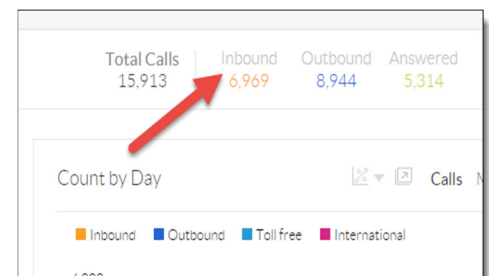 Total Calls Inbound Outbound Answered
15,913 6,969 8,944 5,314
Count by Day Calls
Inbound Outbound Toll free International